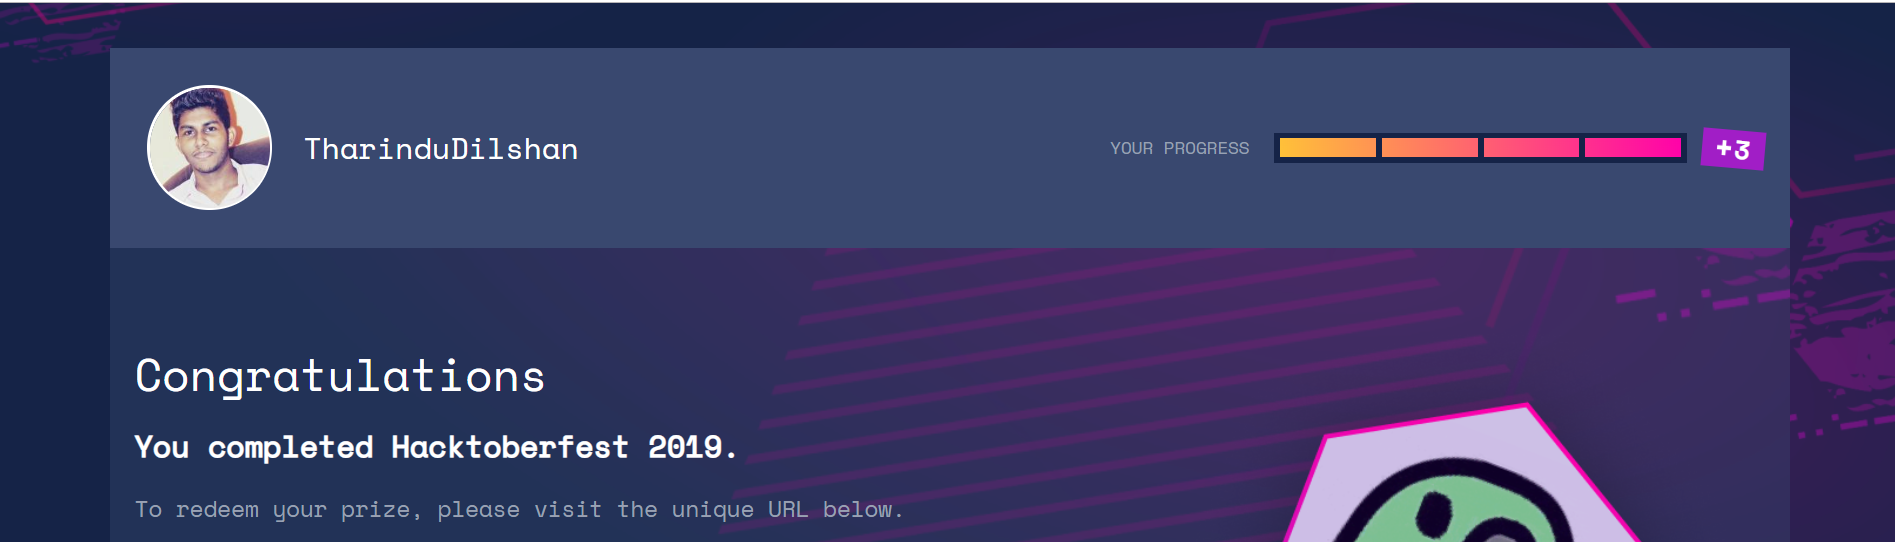 TharinduDilshan
YOUR PROGRESS
+3
Congratulations
You completed Hacktoberfest 2019.
To redeem your prize, please visit the unique URL below.